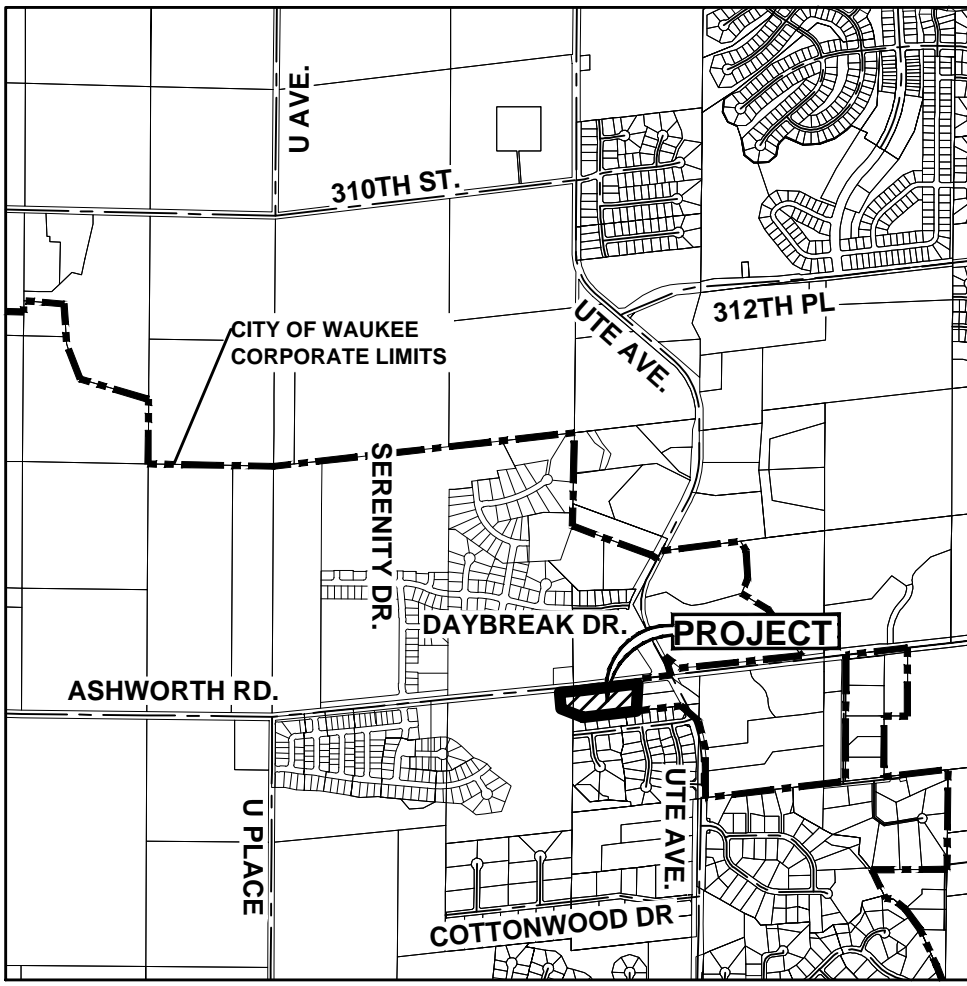 U AVE.
310TH ST.
312TH PL
UTE AVE.
CITY OF WAUKEE
CORPORATE LIMITS
SERENITY DR.
DAYBREAK DR.
PROJECT
ASHWORTH RD.
U PLACE
UTE AVE.
COTTONWOOD DR